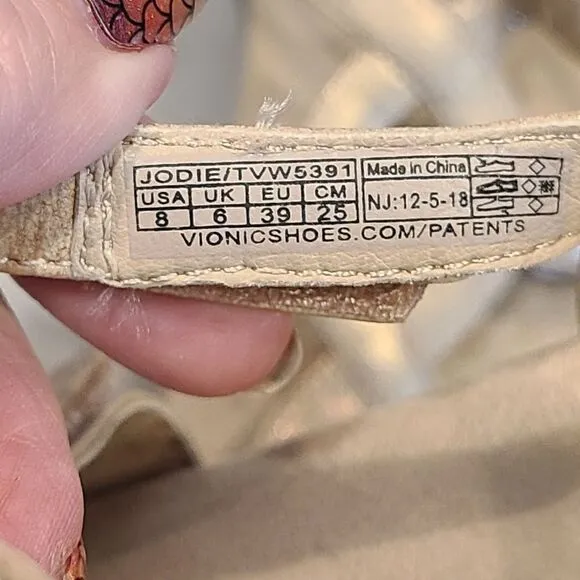 JODIE/TVW5391
USA UK EU CM
8 6 39 25
Made in China
NJ:12-5-18
VIONICSHOES.COM/PATENTS